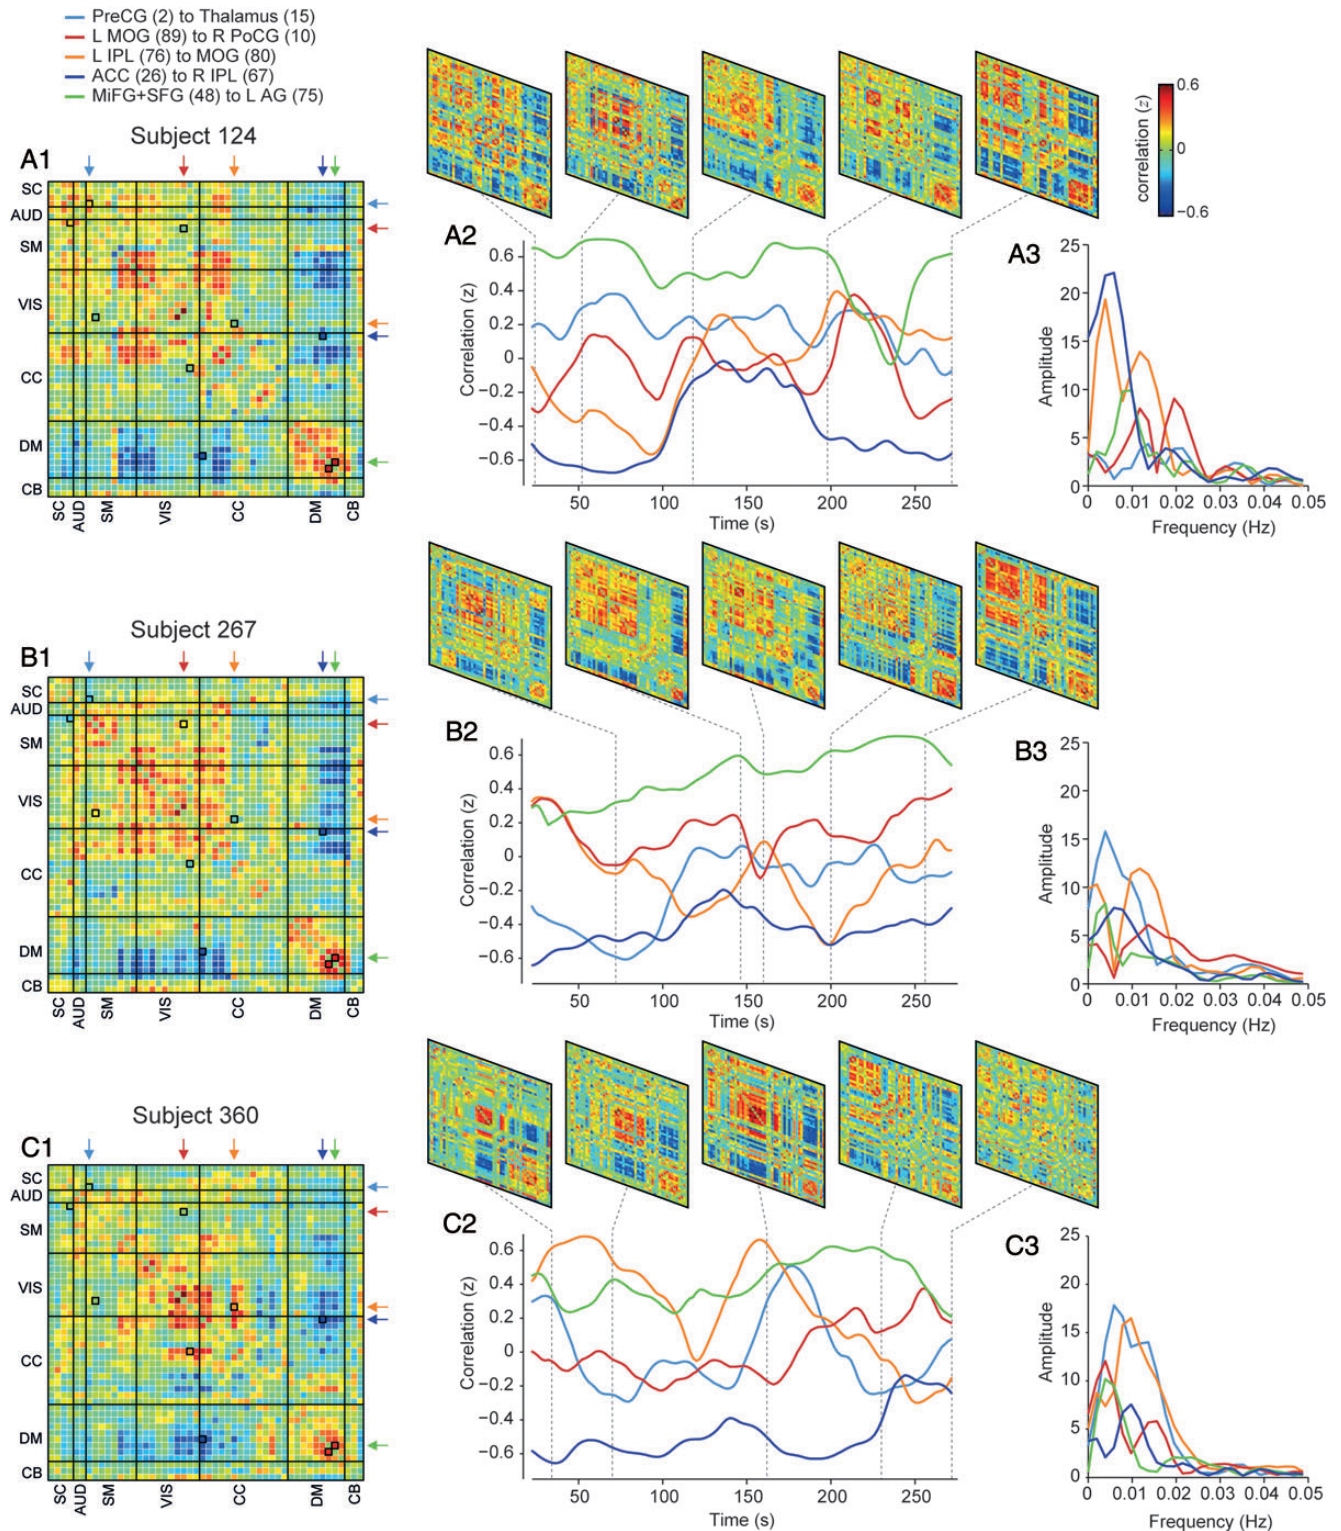 PreCG (2) to Thalamus (15)
L MOG (89) to R PoCG (10)
L IPL (76) to MOG (80)
ACC (26) to R IPL (67)
MiFG+SFG (48) to L AG (75)
0.6
0
−0.6
correlation (z)
Subject 124
A1
SC
AUD
SM
VIS
CC
DM
CB
SC AUD SM VIS CC DM CB
A2
0.6
0.4
0.2
0
−0.2
−0.4
−0.6
Correlation (z)
50 100 150 200 250
Time (s)
A3
25
20
15
10
5
0
Amplitude
0 0.01 0.02 0.03 0.04 0.05
Frequency (Hz)
Subject 267
B1
SC
AUD
SM
VIS
CC
DM
CB
SC AUD SM VIS CC DM CB
B2
0.6
0.4
0.2
0
−0.2
−0.4
−0.6
Correlation (z)
50 100 150 200 250
Time (s)
B3
25
20
15
10
5
0
Amplitude
0 0.01 0.02 0.03 0.04 0.05
Frequency (Hz)
Subject 360
C1
SC
AUD
SM
VIS
CC
DM
CB
SC AUD SM VIS CC DM CB
C2
0.6
0.4
0.2
0
−0.2
−0.4
−0.6
Correlation (z)
50 100 150 200 250
Time (s)
C3
25
20
15
10
5
0
Amplitude
0 0.01 0.02 0.03 0.04 0.05
Frequency (Hz)